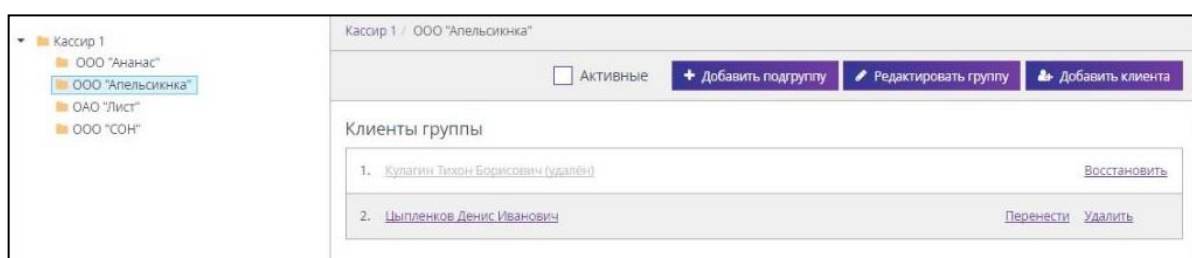 Кассир 1
ООО "Ананас"
ООО "Апельсикнка"
ОАО "Лист"
ООО "СОН"
Кассир 1 / ООО "Апельсикнка"
Активные
Добавить подгруппу
Редактировать группу
Добавить клиента
Клиенты группы
1. Кулагин Тихон Борисович (удалён) Восстановить
2. Цыпленков Денис Иванович Перенести Удалить